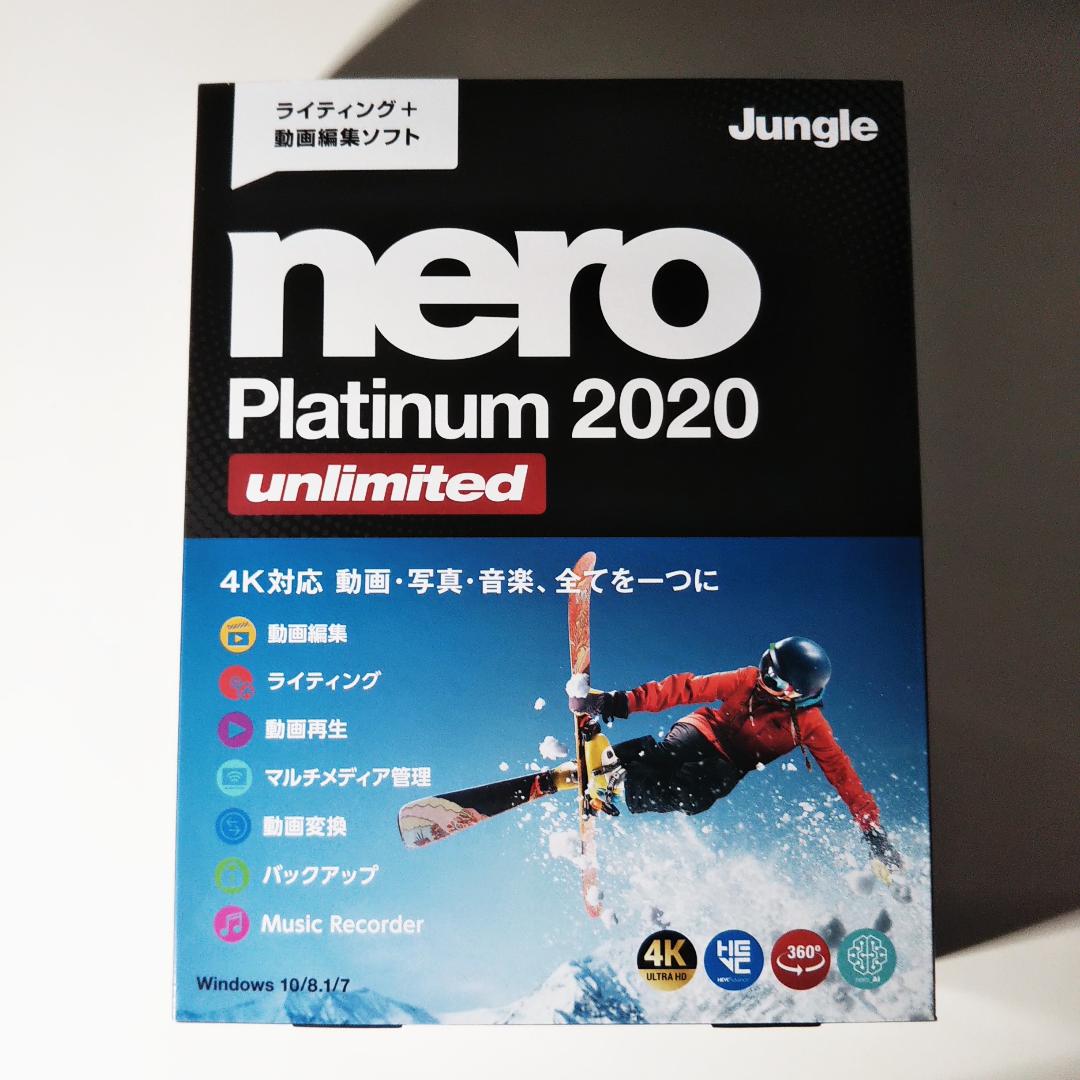 ライティング＋
動画編集ソフト
Jungle
nero
Platinum 2020
unlimited
4K対応 動画・写真・音楽、全てを一つに
動画編集
ライティング
動画再生
マルチメディア管理
動画変換
バックアップ
Music Recorder
Windows 10/8.1/7
4K
ULTRA HD
HEVC
HEVCAdvance
360°
nero AI